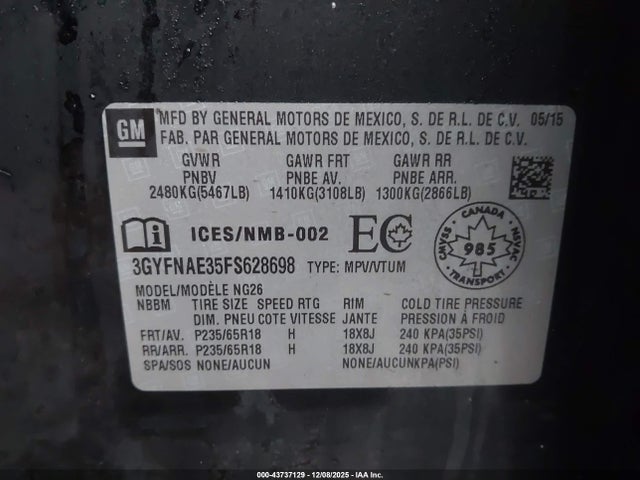 GM
MFD BY GENERAL MOTORS DE MEXICO, S. DE R.L. DE C.V. 05/15
FAB. PAR GENERAL MOTORS DE MEXICO, S. DE R.L. DE C.V.
GVWR GAWR FRT GAWR RR
PNBV PNBE AV. PNBE ARR.
2480KG(5467LB) 1410KG(3108LB) 1300KG(2866LB)
i ICES/NMB-002 EC
CANADA
CMVSS 985 NSVAC
TRANSPORT
3GYFNAE35FS628698 TYPE: MPV/VTUM
MODEL/MODÈLE NG26
NBBM TIRE SIZE SPEED RTG RIM COLD TIRE PRESSURE
DIM. PNEU COTE VITESSE JANTE PRESSION À FROID
FRT/AV. P235/65R18 H 18X8J 240 KPA(35PSI)
RR/ARR. P235/65R18 H 18X8J 240 KPA(35PSI)
SPA/SOS NONE/AUCUN NONE/AUCUNKPA(PSI)
000-43737129 - 12/08/2025 - IAA Inc.